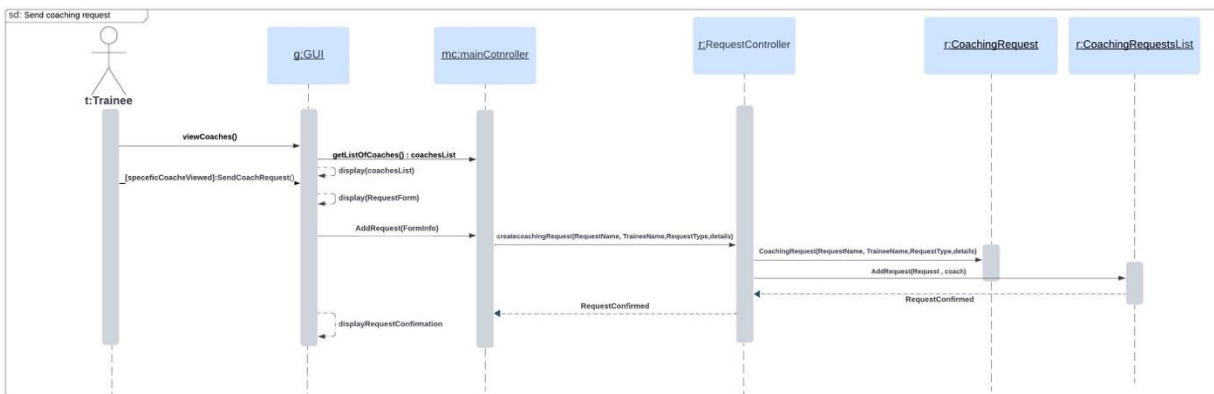 sd: Send coaching request
t:Trainee
g:GUI
mc:mainCotnroller
r:RequestController
r:CoachingRequest
r:CoachingRequestsList
viewCoaches()
getListOfCoaches() : coachesList
display(coachesList)
_[speceficCoacheViewed]:SendCoachRequest()
display(RequestForm)
AddRequest(FormInfo)
createcoachingRequest(RequestName, TraineeName,RequestType,details)
CoachingRequest(RequestName, TraineeName,RequestType,details)
AddRequest(Request , coach)
RequestConfirmed
RequestConfirmed
displayRequestConfirmation